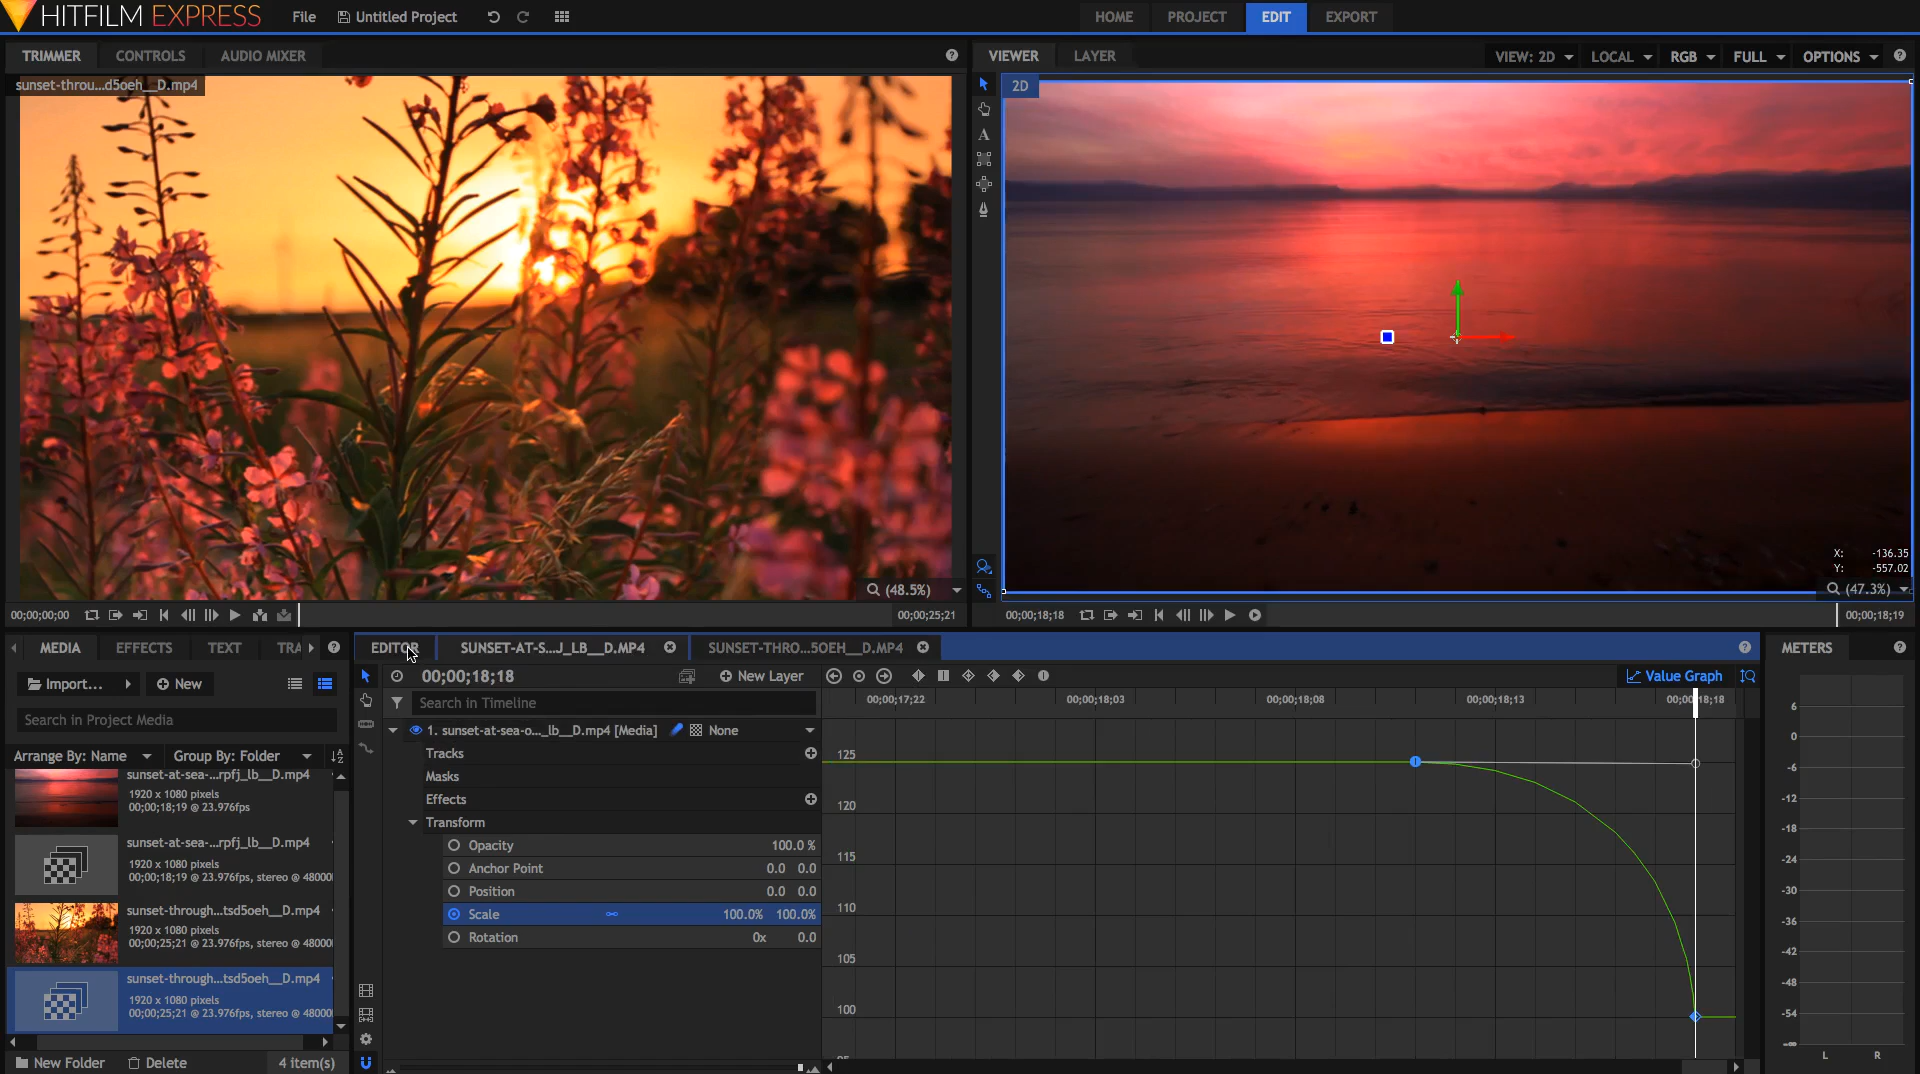 HITFILM EXPRESS
File
Untitled Project
HOME
PROJECT
EDIT
EXPORT
TRIMMER
CONTROLS
AUDIO MIXER
VIEWER
LAYER
VIEW: 2D
LOCAL
RGB
FULL
OPTIONS
sunset-throu...d5oeh__D.mp4
2D
X: -136.35
Y: -557.02
(48.5%)
(47.3%)
00;00;00;00
00;00;25;21
00;00;18;18
00;00;18;19
MEDIA
EFFECTS
TEXT
TRA
EDITOR
SUNSET-AT-S...J_LB__D.MP4
SUNSET-THRO...5OEH__D.MP4
METERS
Import...
New
00;00;18;18
New Layer
Value Graph
Search in Project Media
Search in Timeline
00;00;17;22
00;00;18;03
00;00;18;08
00;00;18;13
00;00;18;18
Arrange By: Name
Group By: Folder
sunset-at-sea-...rpfj_lb__D.mp4
1920 x 1080 pixels
00;00;18;19 @ 23.976fps
sunset-at-sea-...rpfj_lb__D.mp4
1920 x 1080 pixels
00;00;18;19 @ 23.976fps, stereo @ 48000
sunset-through...tsd5oeh__D.mp4
1920 x 1080 pixels
00;00;25;21 @ 23.976fps, stereo @ 48000
sunset-through...tsd5oeh__D.mp4
1920 x 1080 pixels
00;00;25;21 @ 23.976fps, stereo @ 48000
New Folder
Delete
4 item(s)
1. sunset-at-sea-o..._lb__D.mp4 [Media]
None
Tracks
Masks
Effects
Transform
Opacity 100.0 %
Anchor Point 0.0 0.0
Position 0.0 0.0
Scale 100.0% 100.0%
Rotation 0x 0.0
125
120
115
110
105
100
95
6
0
-6
-12
-18
-24
-30
-36
-42
-48
-54
-∞
L R